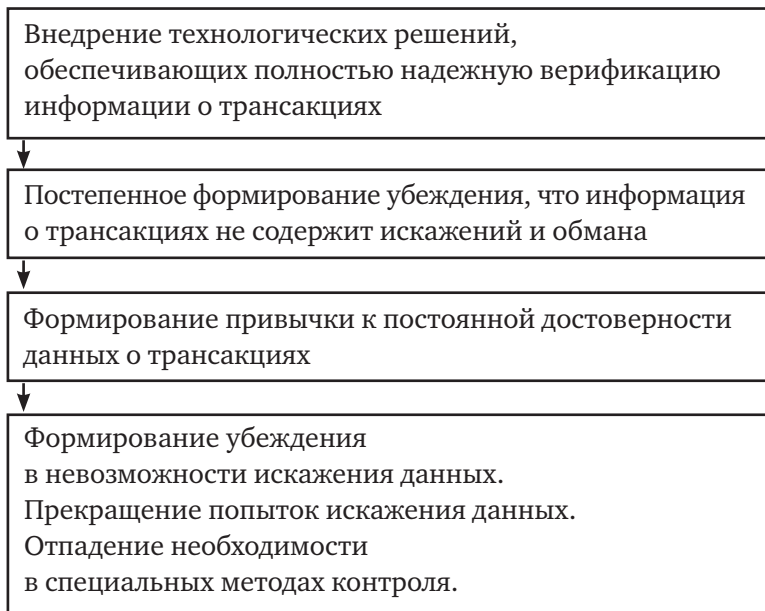 Внедрение технологических решений,
обеспечивающих полностью надежную верификацию
информации о трансакциях
Постепенное формирование убеждения, что информация
о трансакциях не содержит искажений и обмана
Формирование привычки к постоянной достоверности
данных о трансакциях
Формирование убеждения
в невозможности искажения данных.
Прекращение попыток искажения данных.
Отпадение необходимости
в специальных методах контроля.